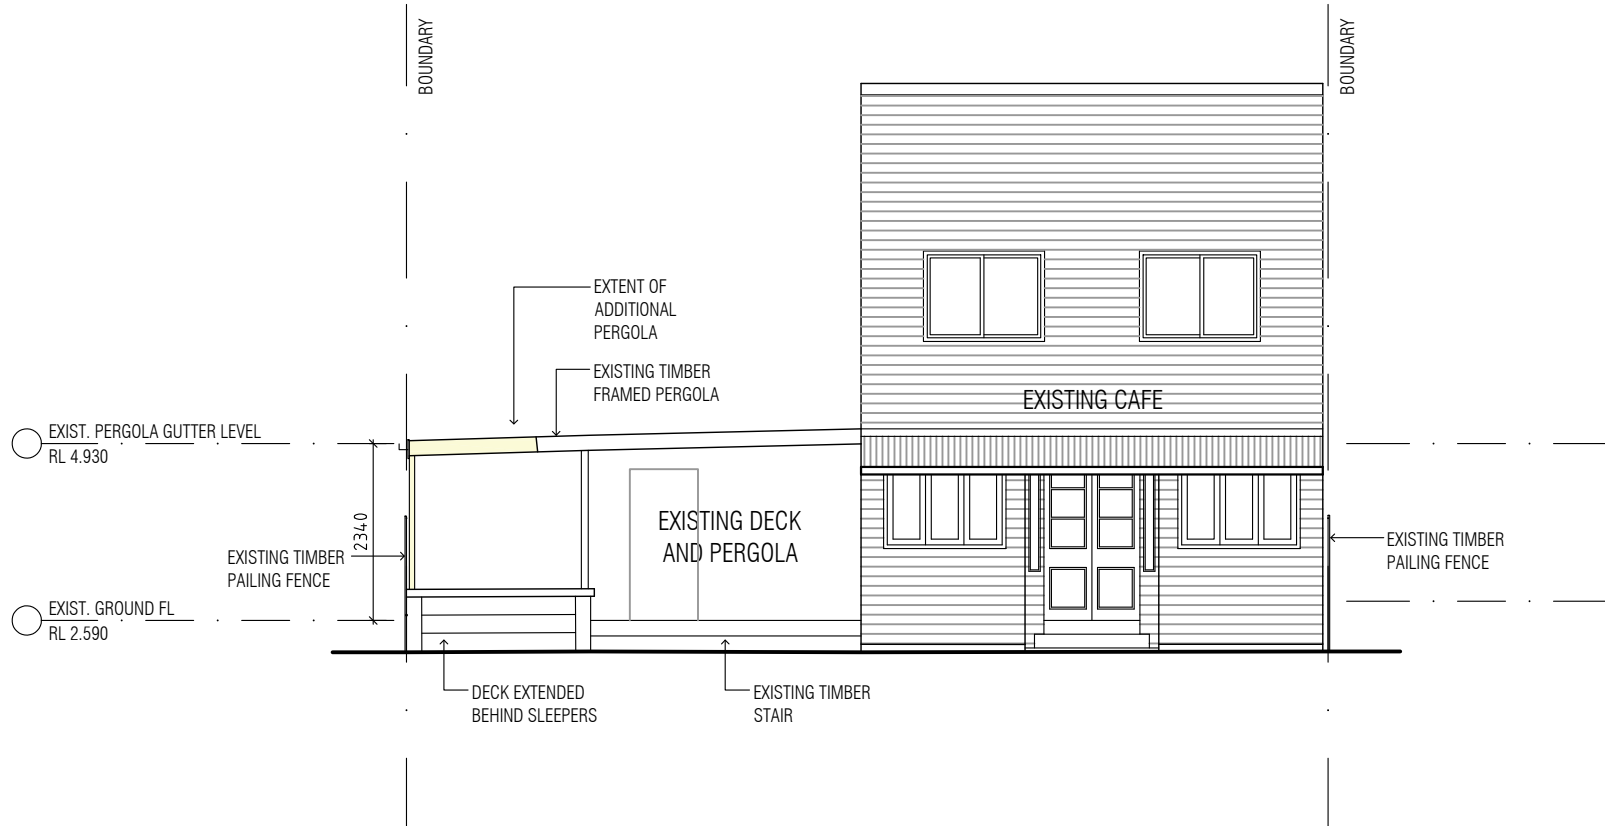 BOUNDARY
BOUNDARY
EXTENT OF
ADDITIONAL
PERGOLA
EXISTING TIMBER
FRAMED PERGOLA
EXISTING CAFE
EXIST. PERGOLA GUTTER LEVEL
RL 4.930
2340
EXISTING DECK
AND PERGOLA
EXISTING TIMBER
PAILING FENCE
EXISTING TIMBER
PAILING FENCE
EXIST. GROUND FL
RL 2.590
DECK EXTENDED
BEHIND SLEEPERS
EXISTING TIMBER
STAIR